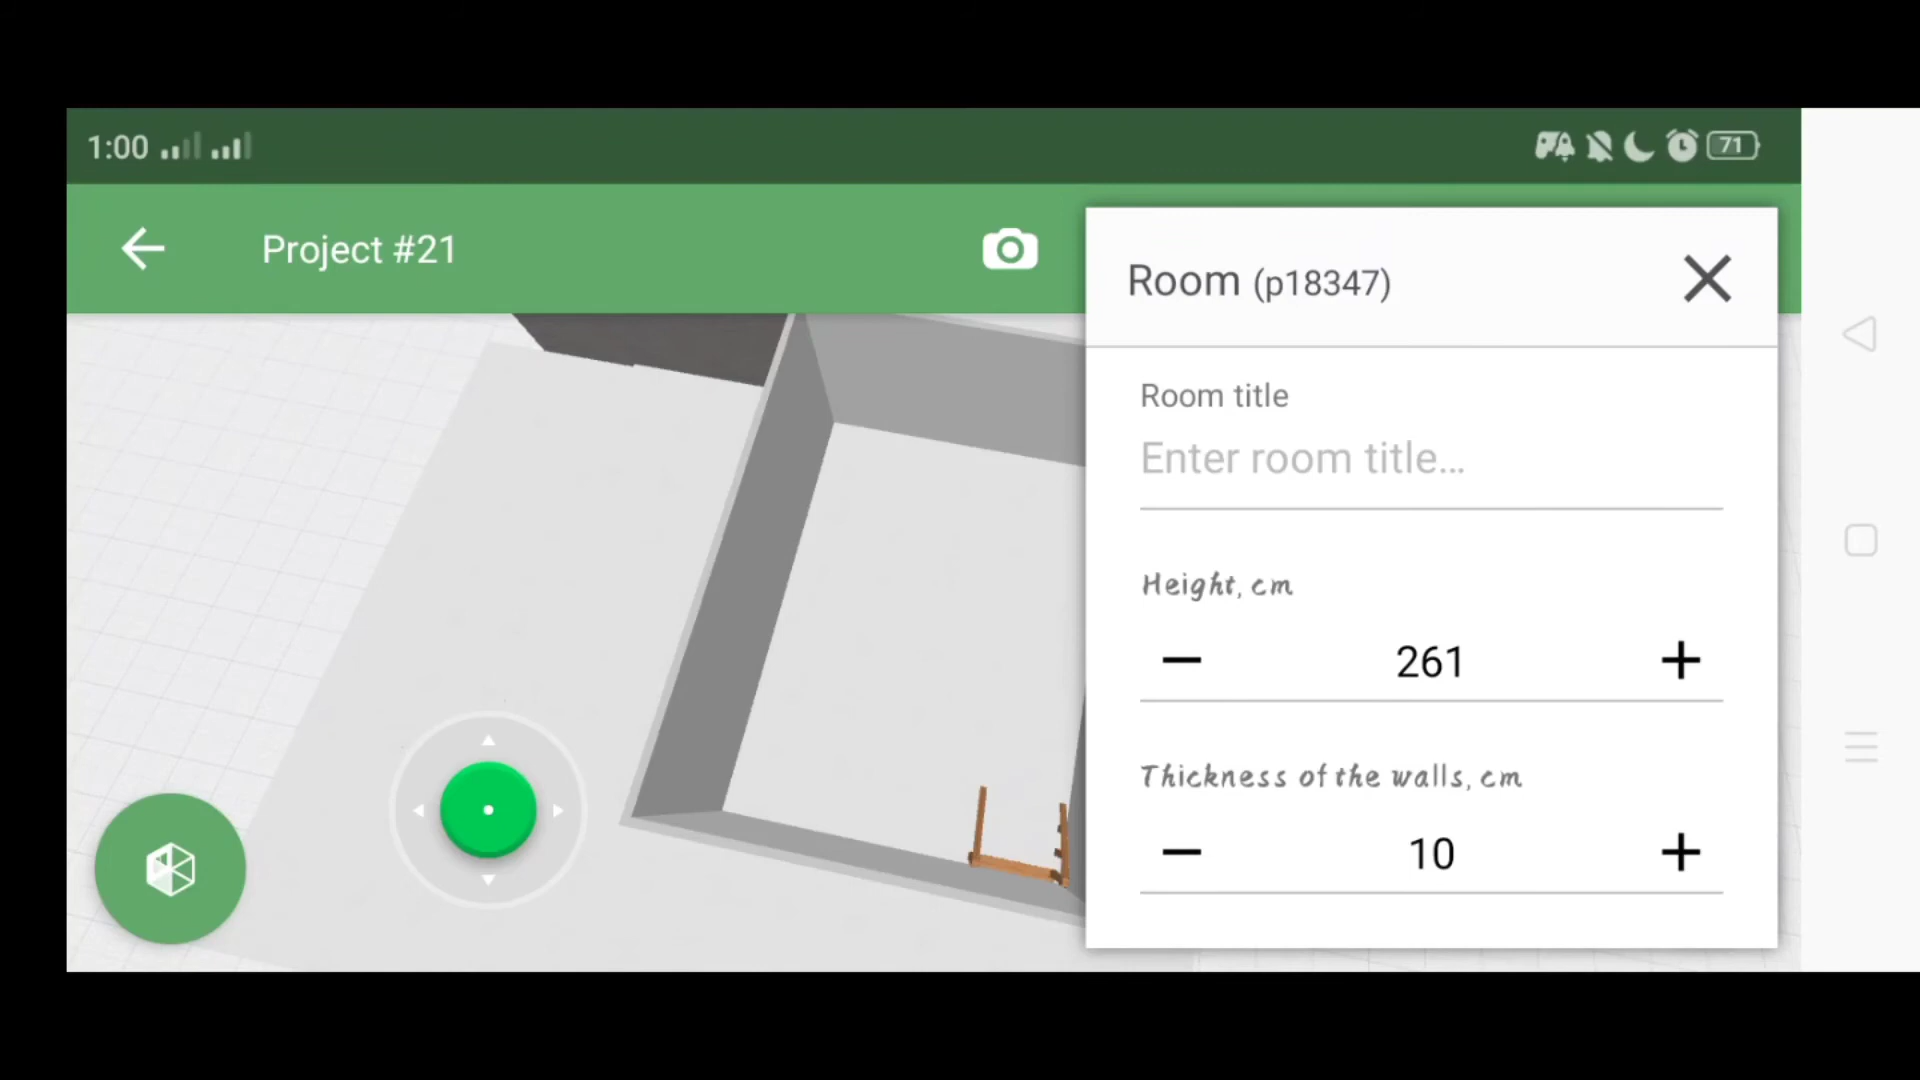 1:00
71
Project #21
Room (p18347)
Room title
Enter room title...
Height, cm
261
Thickness of the walls, cm
10